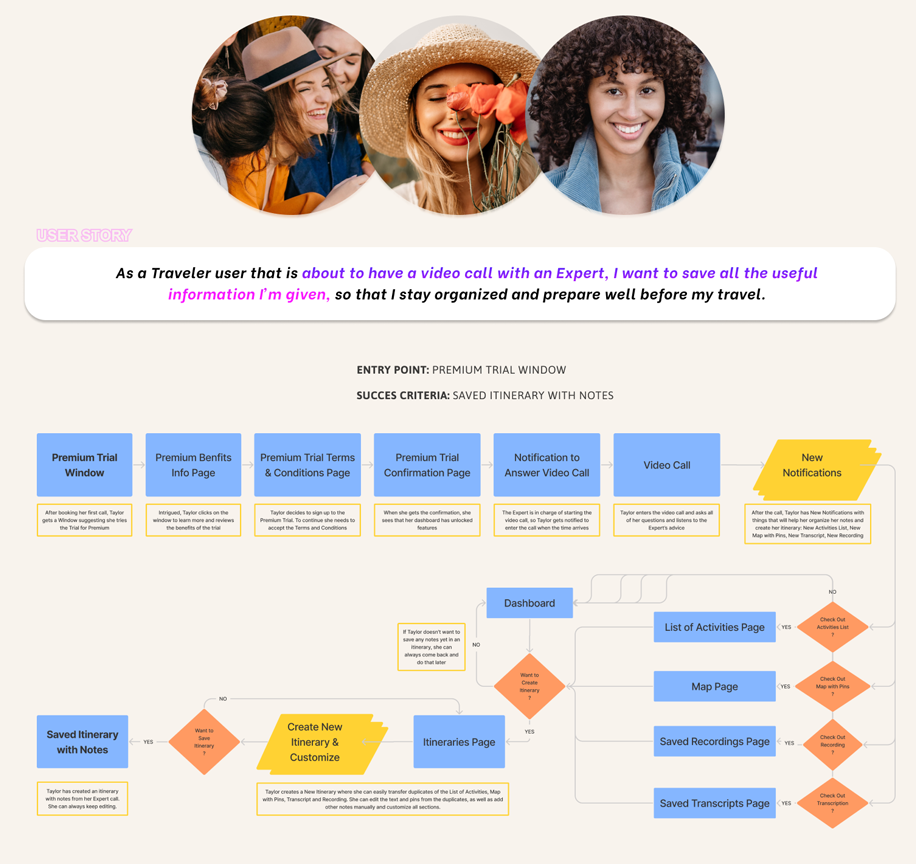 USER STORY
As a Traveler user that is about to have a video call with an Expert, I want to save all the useful
information I'm given, so that I stay organized and prepare well before my travel.
ENTRY POINT: PREMIUM TRIAL WINDOW
SUCCES CRITERIA: SAVED ITINERARY WITH NOTES
Premium Trial
Window
Premium Benfits
Info Page
Premium Trial Terms
& Conditions Page
Premium Trial
Confirmation Page
Notification to
Answer Video Call
Video Call
New
Notifications
After booking her first call, Taylor
gets a Window suggesting she tries
the Trial for Premium
Intrigued, Taylor clicks on the
window to learn more and reviews
the benefits of the trial
Taylor decides to sign up to the
Premium Trial. To continue she needs to
accept the Terms and Conditions
When she gets the confirmation, she
sees that her dashboard has unlocked
features
The Expert is in charge of starting the
video call, so Taylor gets notified to
enter the call when the time arrives
Taylor enters the video call and asks all
of her questions and listens to the
Expert's advice
After the call, Taylor has New Notifications with
things that will help her organize her notes and
create her itinerary: New Activities List, New
Map with Pins, New Transcript, New Recording
NO
Dashboard
List of Activities Page
YES
Check Out
Activities List
?
If Taylor doesn't want to
save any notes yet in an
Itinerary, she can
always come back and
do that later
NO
Want to
Create
Itinerary
?
Map Page
YES
Check Out
Map with Pins
?
NO
YES
Saved Itinerary
with Notes
YES
Want to
Save
Itinerary
?
Create New
Itinerary &
Customize
Itineraries Page
Saved Recordings Page
YES
Check Out
Recording
?
Taylor has created an itinerary
with notes from her Expert call.
She can always keep editing.
Taylor creates a New Itinerary where she can easily transfer duplicates of the List of Activities, Map
with Pins, Transcript and Recording. She can edit the text and pins from the duplicates, as well as add
other notes manually and customize all sections.
Saved Transcripts Page
YES
Check Out
Transcription
?